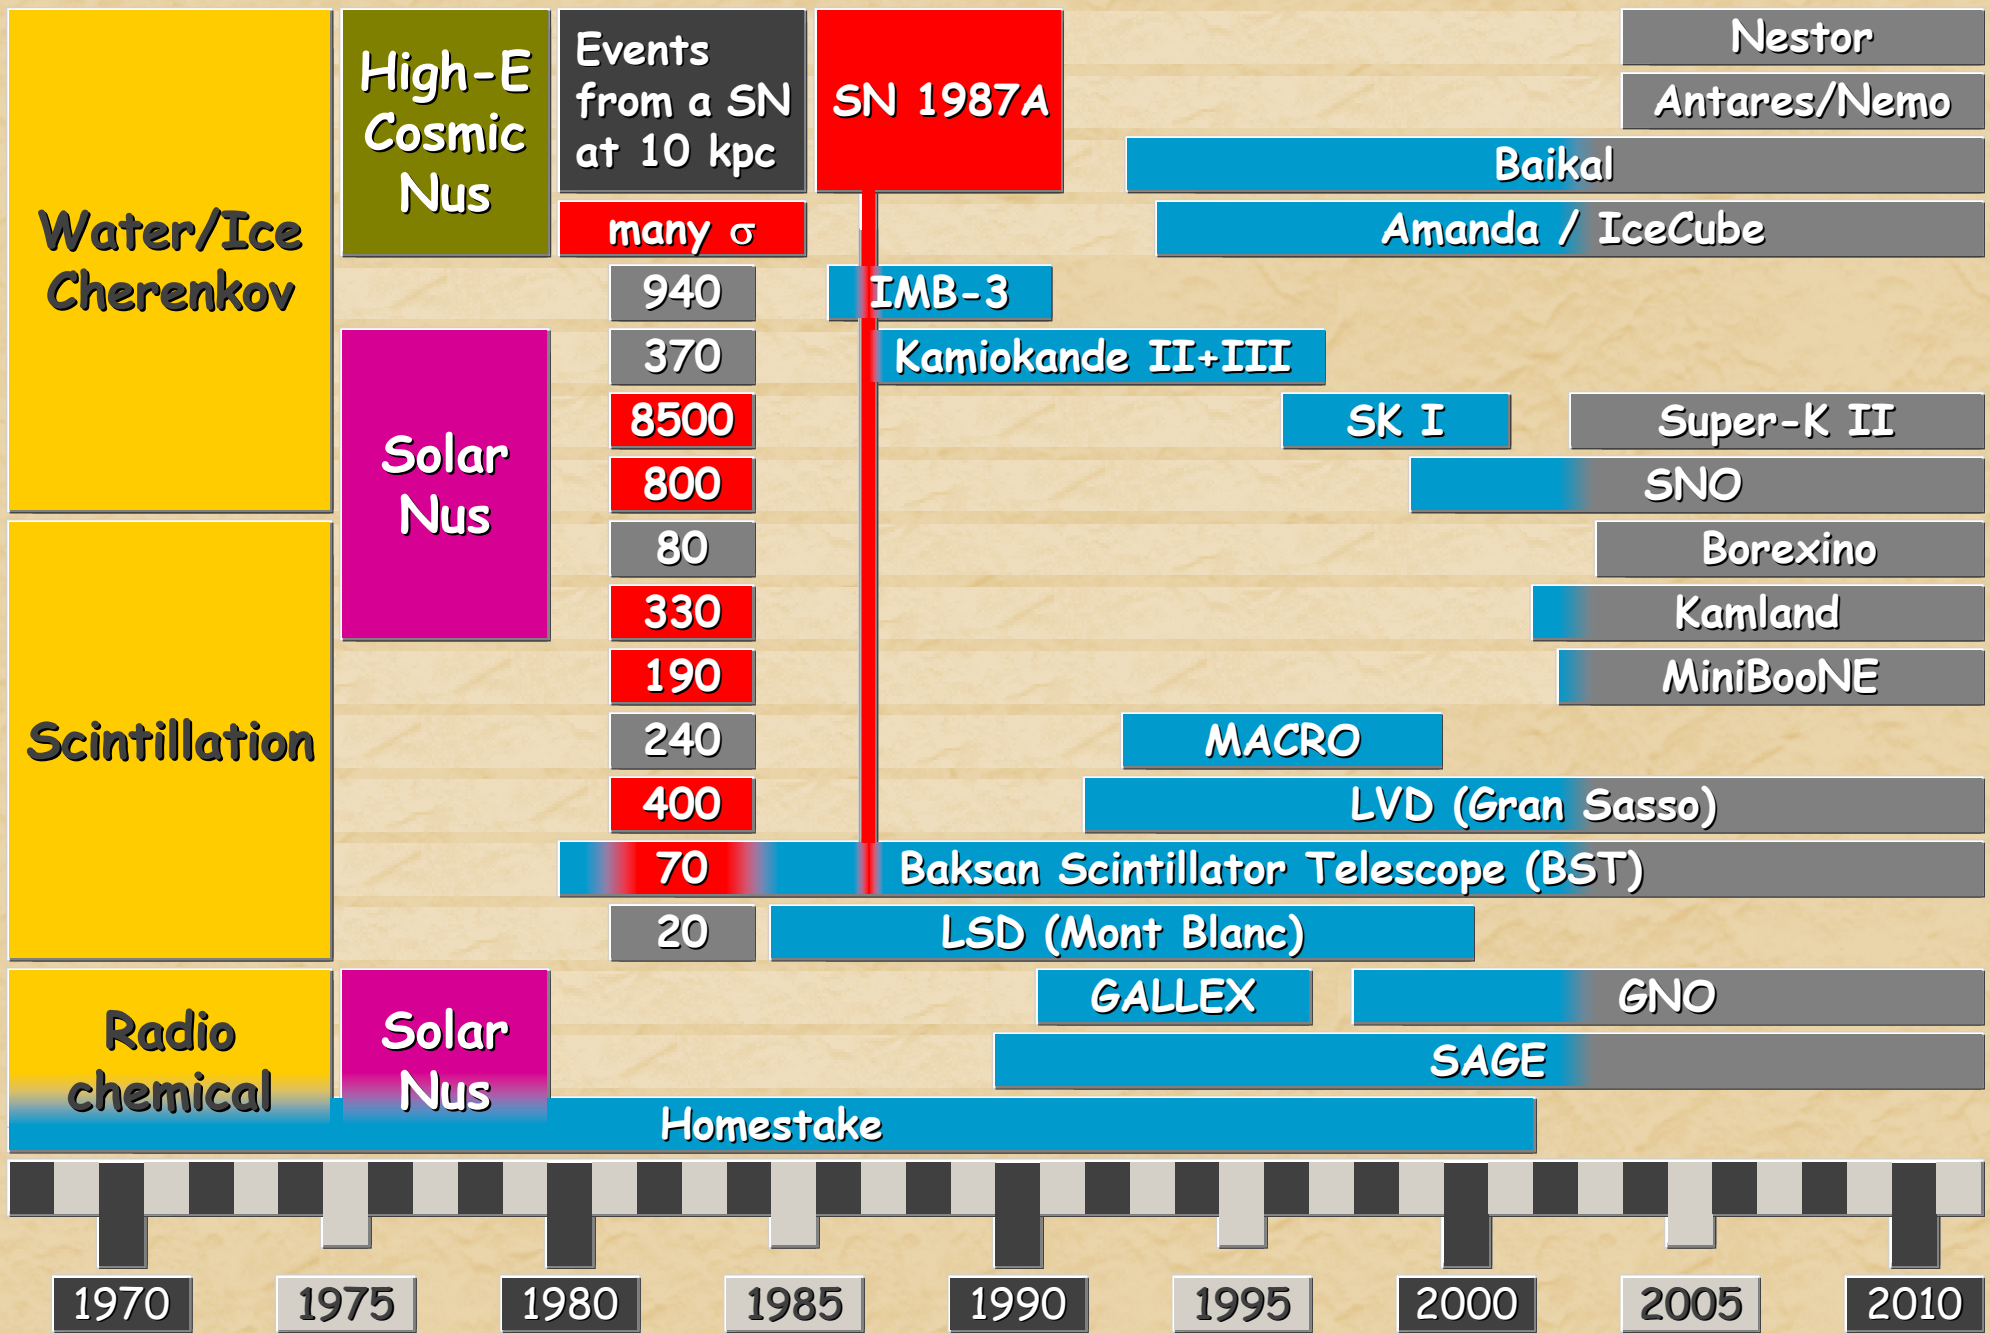 Water/Ice
Cherenkov
High-E
Cosmic
Nus
Events
from a SN
at 10 kpc
SN 1987A
Nestor
Antares/Nemo
Baikal
many σ
Amanda / IceCube
940
IMB-3
370
Kamiokande II+III
Solar
Nus
8500
SK I
Super-K II
800
SNO
Scintillation
80
Borexino
330
Kamland
190
MiniBooNE
240
MACRO
400
LVD (Gran Sasso)
70
Baksan Scintillator Telescope (BST)
20
LSD (Mont Blanc)
Radio
chemical
Solar
Nus
GALLEX
GNO
SAGE
Homestake
1970
1975
1980
1985
1990
1995
2000
2005
2010